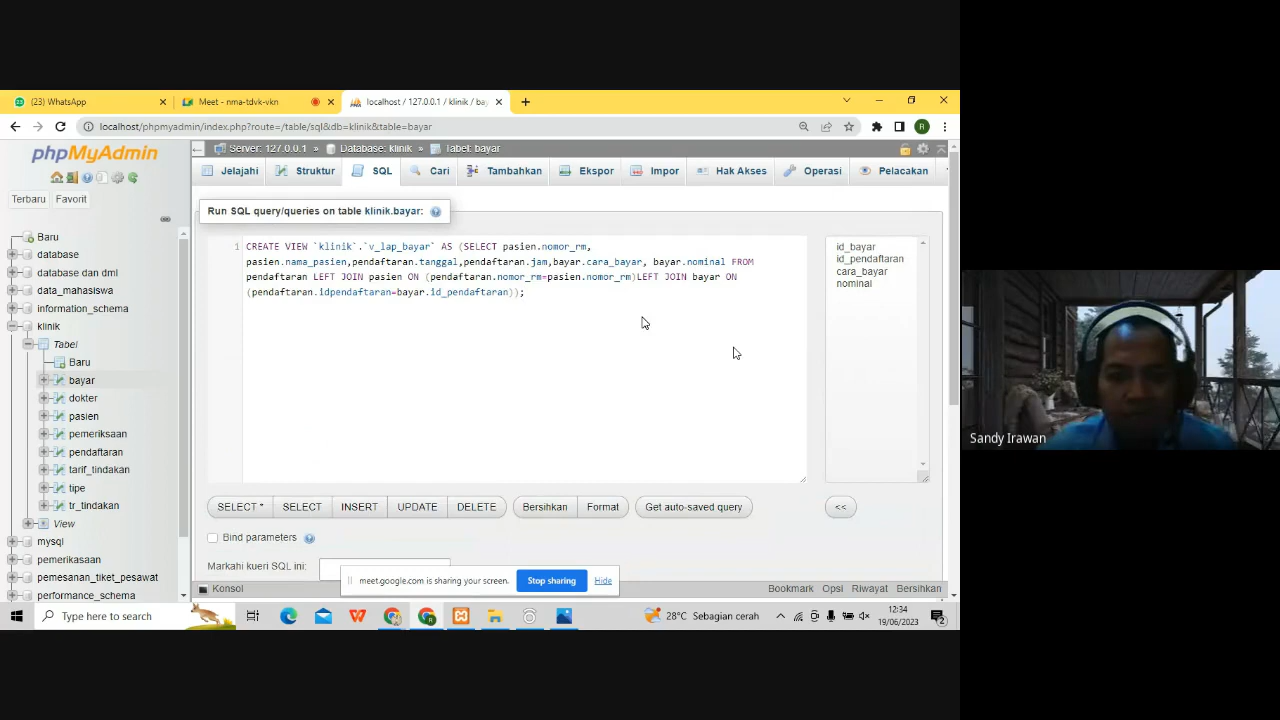 (23) WhatsApp
Meet - nma-tdvk-vkn
localhost / 127.0.0.1 / klinik / ba
localhost/phpmyadmin/index.php?route=/table/sql&db=klinik&table=bayar
R
phpMyAdmin
Terbaru
Favorit
Baru
database
database dan dml
data_mahasiswa
information_schema
klinik
Tabel
Baru
bayar
dokter
pasien
pemeriksaan
pendaftaran
tarif_tindakan
tipe
tr_tindakan
View
mysql
pemerikasaan
pemesanan_tiket_pesawat
performance_schema
Server: 127.0.0.1 » Database: klinik » Tabel: bayar
Jelajahi
Struktur
SQL
Cari
Tambahkan
Ekspor
Impor
Hak Akses
Operasi
Pelacakan
Run SQL query/queries on table klinik.bayar:
1 CREATE VIEW `klinik`.`v_lap_bayar` AS (SELECT pasien.nomor_rm,
pasien.nama_pasien,pendaftaran.tanggal,pendaftaran.jam,bayar.cara_bayar, bayar.nominal FROM
pendaftaran LEFT JOIN pasien ON (pendaftaran.nomor_rm=pasien.nomor_rm)LEFT JOIN bayar ON
(pendaftaran.idpendaftaran=bayar.id_pendaftaran));
id_bayar
id_pendaftaran
cara_bayar
nominal
SELECT *
SELECT
INSERT
UPDATE
DELETE
Bersihkan
Format
Get auto-saved query
<<
Bind parameters
Markahi kueri SQL ini:
meet.google.com is sharing your screen.
Stop sharing
Hide
Konsol
Bookmark
Opsi
Riwayat
Bersihkan
Type here to search
28°C Sebagian cerah
12:34
19/06/2023
2
Sandy Irawan